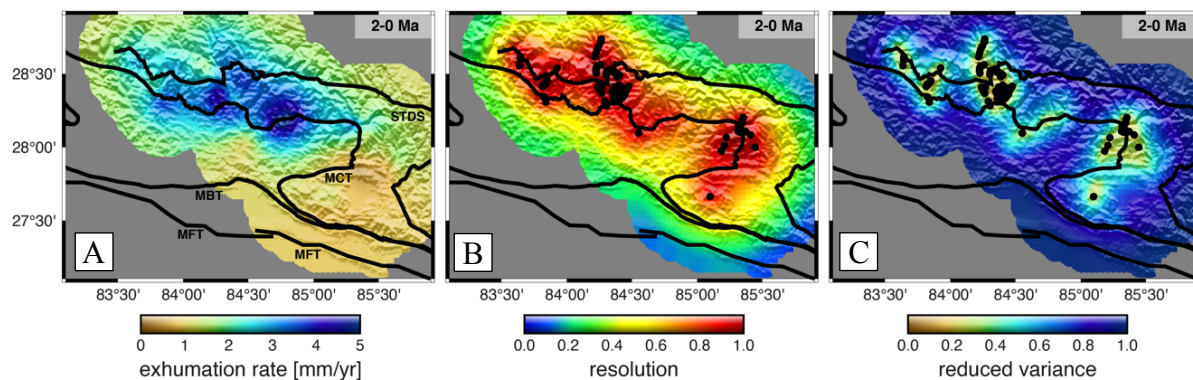 2-0 Ma
2-0 Ma
2-0 Ma
28°30'
28°00'
27°30'
STDS
MCT
MBT
MFT
MFT
A
B
C
83°30' 84°00' 84°30' 85°00' 85°30'
83°30' 84°00' 84°30' 85°00' 85°30'
83°30' 84°00' 84°30' 85°00' 85°30'
0 1 2 3 4 5
exhumation rate [mm/yr]
0.0 0.2 0.4 0.6 0.8 1.0
resolution
0.0 0.2 0.4 0.6 0.8 1.0
reduced variance